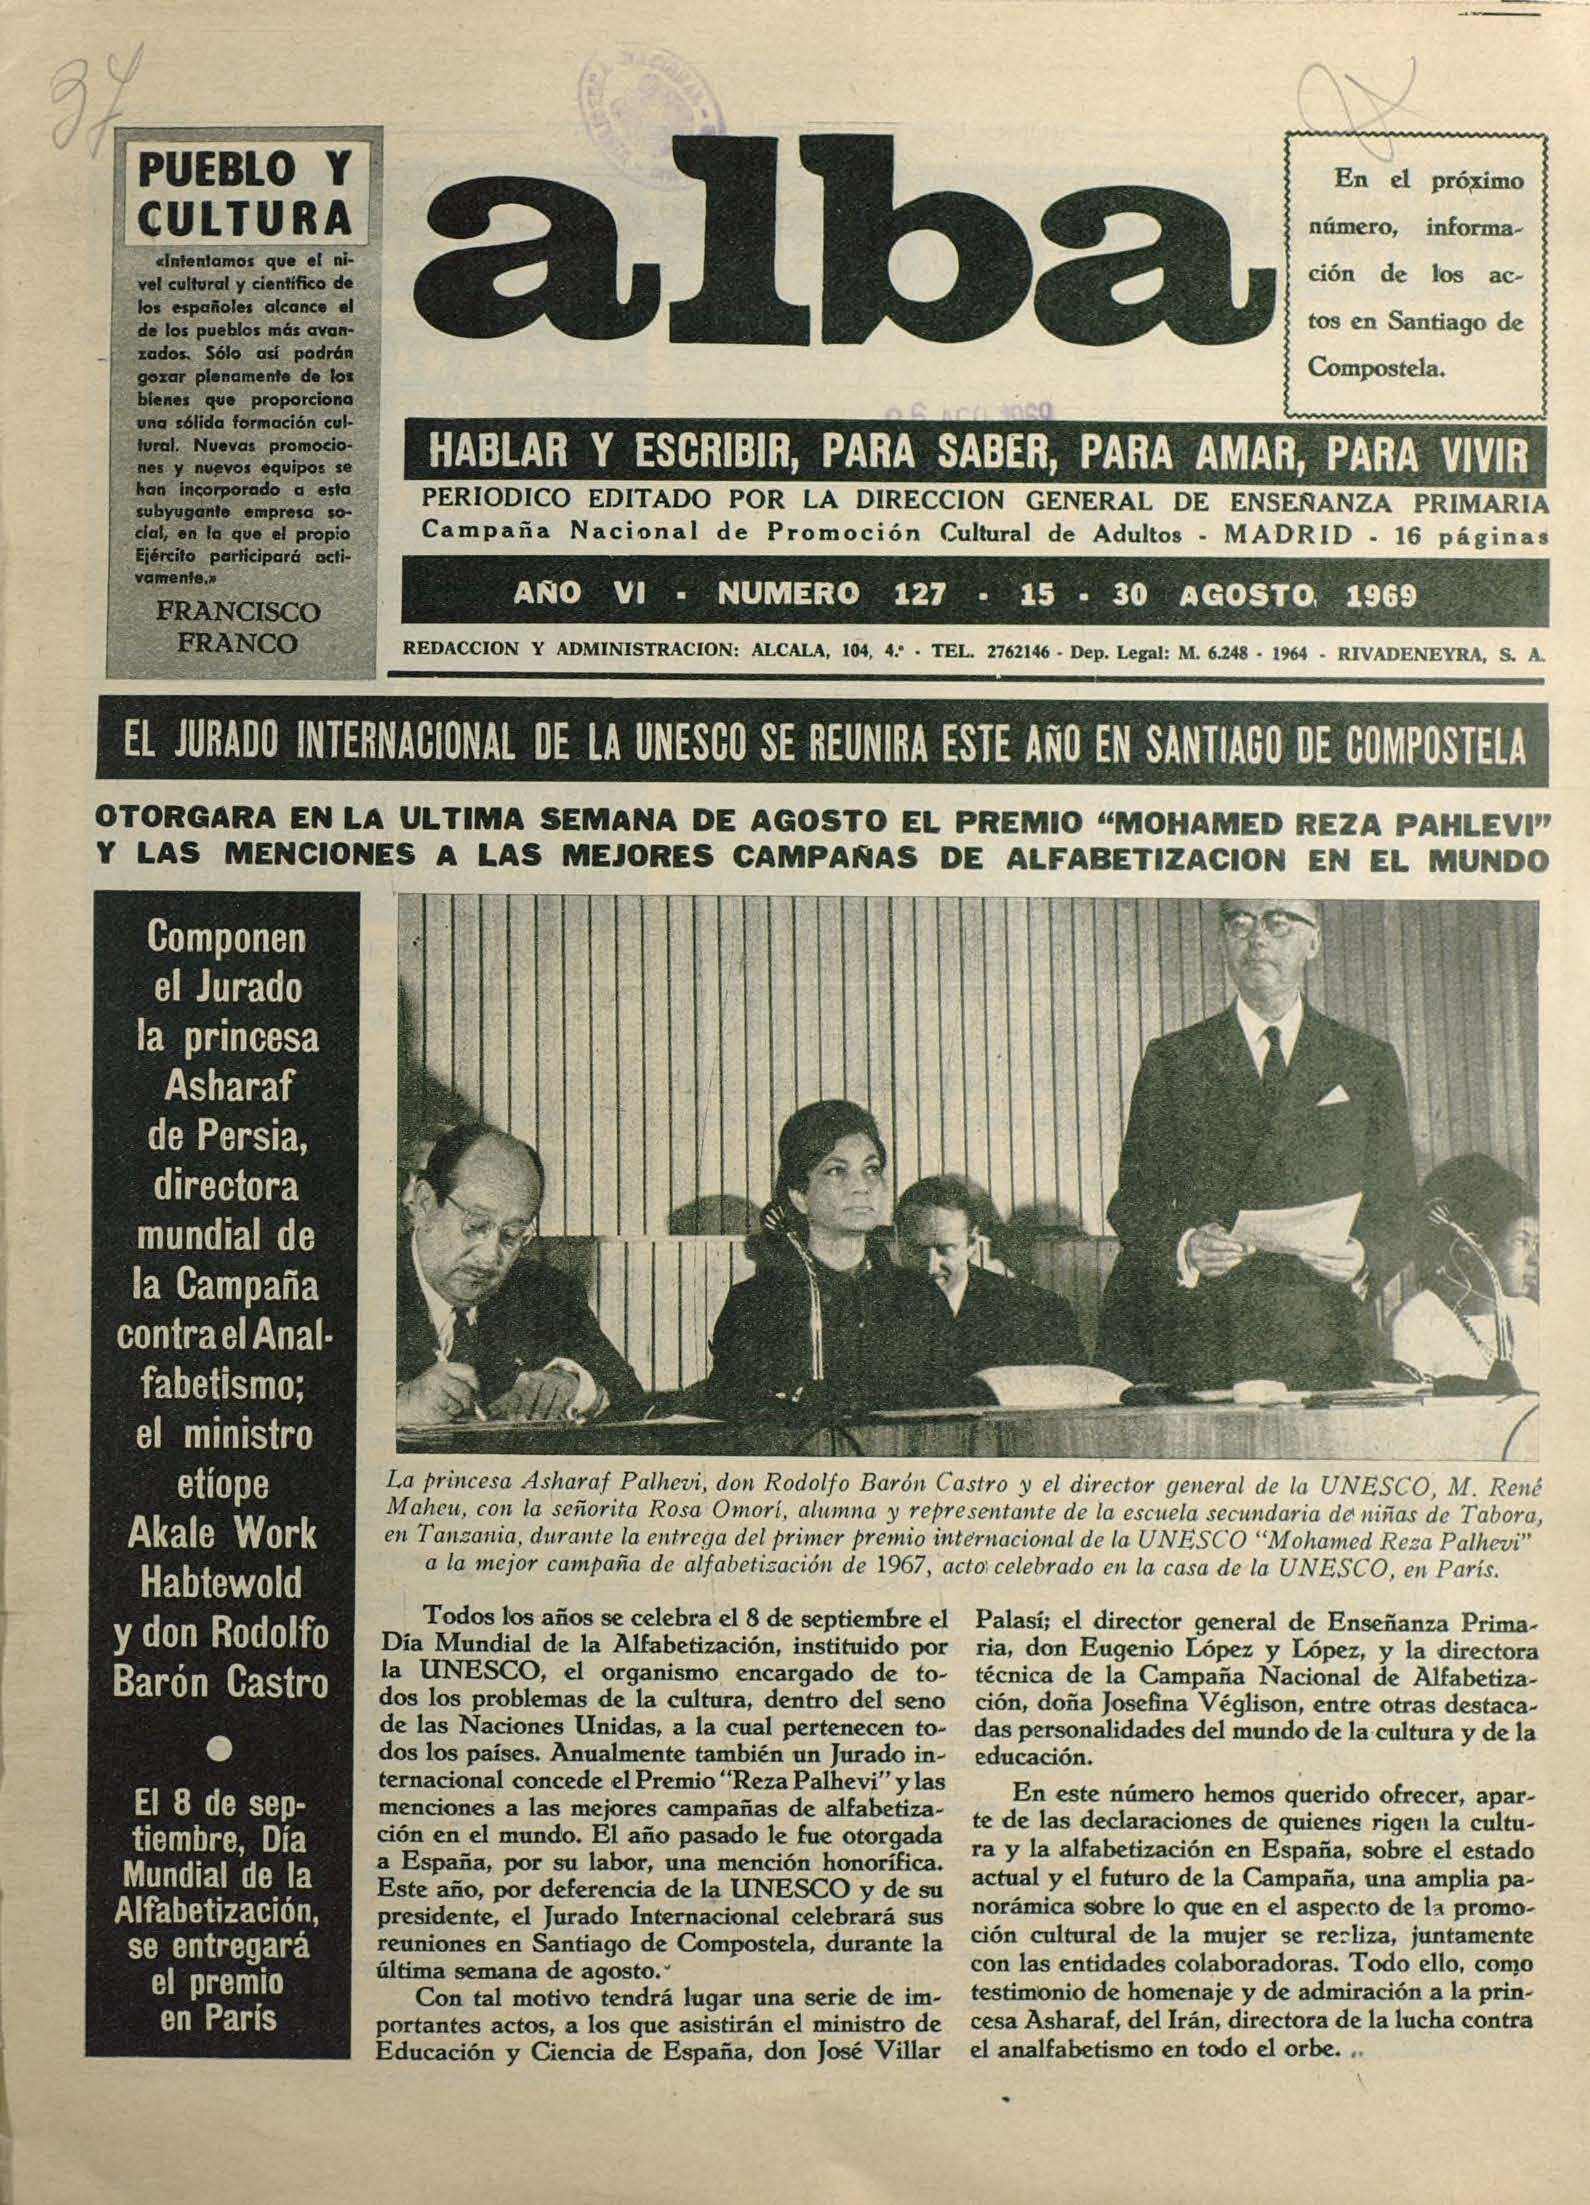 37
PUEBLO Y
CULTURA
«Intentamos que el ni-
vel cultural y científico de
los españoles alcance el
de los pueblos más avan-
zados. Sólo así podrán
gozar plenamente de los
bienes que proporciona
una sólida formación cul-
tural. Nuevas promocio-
nes y nuevos equipos se
han incorporado a esta
subyugante empresa so-
cial, en la que el propio
Ejército participará acti-
vamente.»
FRANCISCO
FRANCO
alba
En el próximo
número, informa-
ción de los ac-
tos en Santiago de
Compostela.
HABLAR Y ESCRIBIR, PARA SABER, PARA AMAR, PARA VIVIR
PERIODICO EDITADO POR LA DIRECCION GENERAL DE ENSEÑANZA PRIMARIA
Campaña Nacional de Promoción Cultural de Adultos - MADRID - 16 páginas
AÑO VI - NUMERO 127 - 15 - 30 AGOSTO 1969
REDACCION Y ADMINISTRACION: ALCALA, 104, 4.º - TEL. 2762146 - Dep. Legal: M. 6.248 - 1964 - RIVADENEYRA, S. A.
EL JURADO INTERNACIONAL DE LA UNESCO SE REUNIRA ESTE AÑO EN SANTIAGO DE COMPOSTELA
OTORGARA EN LA ULTIMA SEMANA DE AGOSTO EL PREMIO “MOHAMED REZA PAHLEVI”
Y LAS MENCIONES A LAS MEJORES CAMPAÑAS DE ALFABETIZACION EN EL MUNDO
Componen
el Jurado
la princesa
Asharaf
de Persia,
directora
mundial de
la Campaña
contra el Anal-
fabetismo;
el ministro
etíope
Akale Work
Habtewold
y don Rodolfo
Barón Castro
El 8 de sep-
tiembre, Día
Mundial de la
Alfabetización,
se entregará
el premio
en París
La princesa Asharaf Palhevi, don Rodolfo Barón Castro y el director general de la UNESCO, M. René
Maheu, con la señorita Rosa Omorí, alumna y representante de la escuela secundaria de niñas de Tabora,
en Tanzania, durante la entrega del primer premio internacional de la UNESCO “Mohamed Reza Palhevi”
a la mejor campaña de alfabetización de 1967, acto celebrado en la casa de la UNESCO, en París.
Todos los años se celebra el 8 de septiembre el
Día Mundial de la Alfabetización, instituido por
la UNESCO, el organismo encargado de to-
dos los problemas de la cultura, dentro del seno
de las Naciones Unidas, a la cual pertenecen to-
dos los países. Anualmente también un Jurado in-
ternacional concede el Premio “Reza Palhevi” y las
menciones a las mejores campañas de alfabetiza-
ción en el mundo. El año pasado le fue otorgada
a España, por su labor, una mención honorífica.
Este año, por deferencia de la UNESCO y de su
presidente, el Jurado Internacional celebrará sus
reuniones en Santiago de Compostela, durante la
última semana de agosto.
Con tal motivo tendrá lugar una serie de im-
portantes actos, a los que asistirán el ministro de
Educación y Ciencia de España, don José Villar
Palasí; el director general de Enseñanza Prima-
ria, don Eugenio López y López, y la directora
técnica de la Campaña Nacional de Alfabetiza-
ción, doña Josefina Véglison, entre otras destaca-
das personalidades del mundo de la cultura y de la
educación.
En este número hemos querido ofrecer, apar-
te de las declaraciones de quienes rigen la cultu-
ra y la alfabetización en España, sobre el estado
actual y el futuro de la Campaña, una amplia pa-
norámica sobre lo que en el aspecto de la promo-
ción cultural de la mujer se realiza, juntamente
con las entidades colaboradoras. Todo ello, como
testimonio de homenaje y de admiración a la prin-
cesa Asharaf, del Irán, directora de la lucha contra
el analfabetismo en todo el orbe.